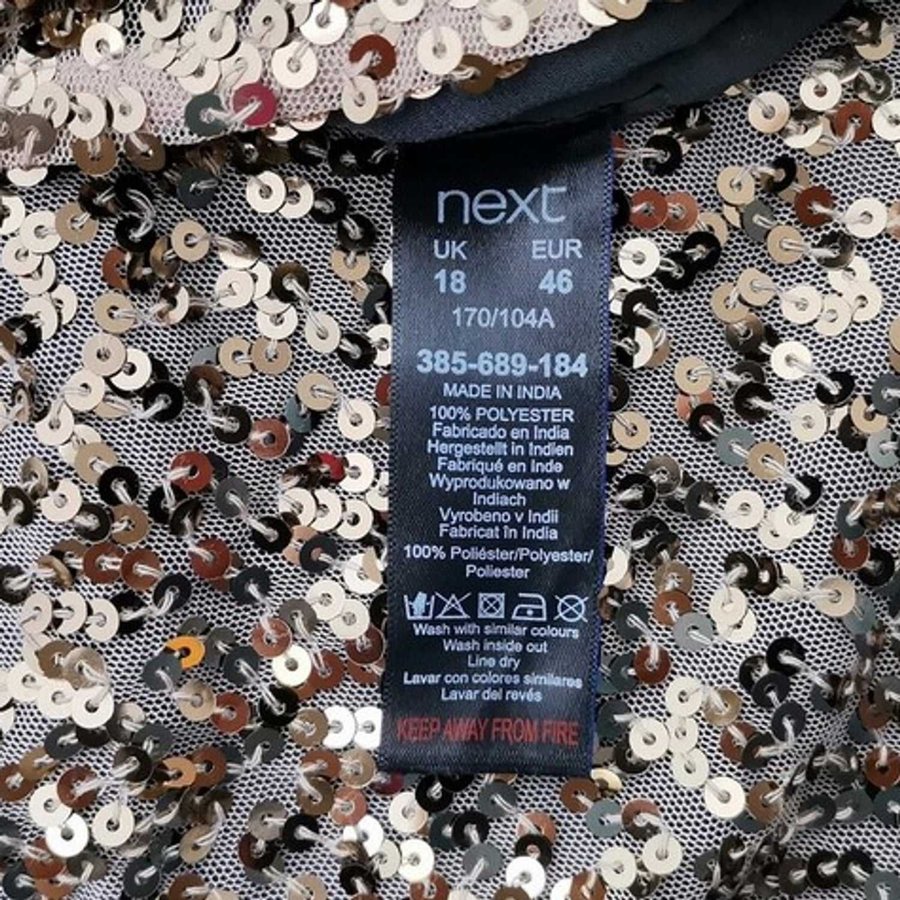 next
UK EUR
18 46
170/104A
385-689-184
MADE IN INDIA
100% POLYESTER
Fabricado en India
Hergestellt in Indien
Fabriqué en Inde
Wyprodukowano w
Indiach
Vyrobeno v Indii
Fabricat în India
100% Poliéster/Polyester/
Poliester
Wash with similar colours
Wash inside out
Line dry
Lavar con colores similares
Lavar del revés
KEEP AWAY FROM FIRE